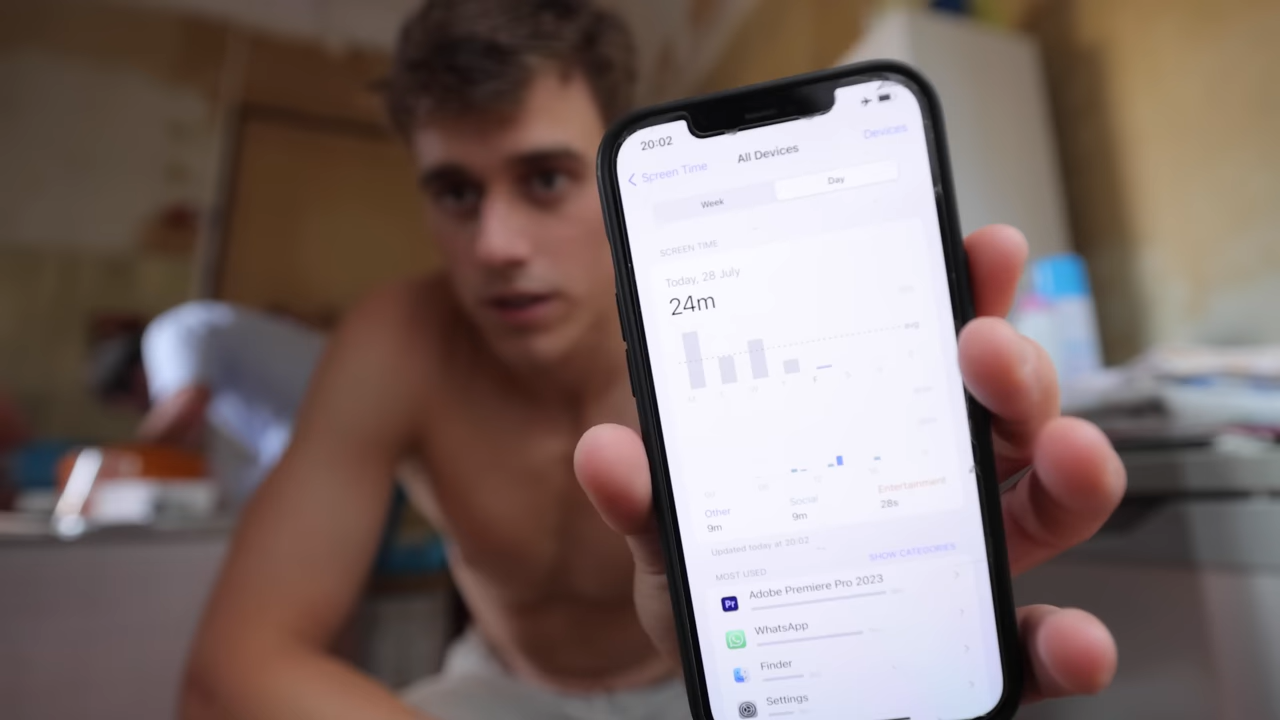 20:02
Screen Time
All Devices
Devices
Week
Day
SCREEN TIME
Today, 28 July
24m
avg
Other
Social
Entertainment
9m
9m
28s
Updated today at 20:02
MOST USED
SHOW CATEGORIES
Pr
Adobe Premiere Pro 2023
WhatsApp
Finder
Settings